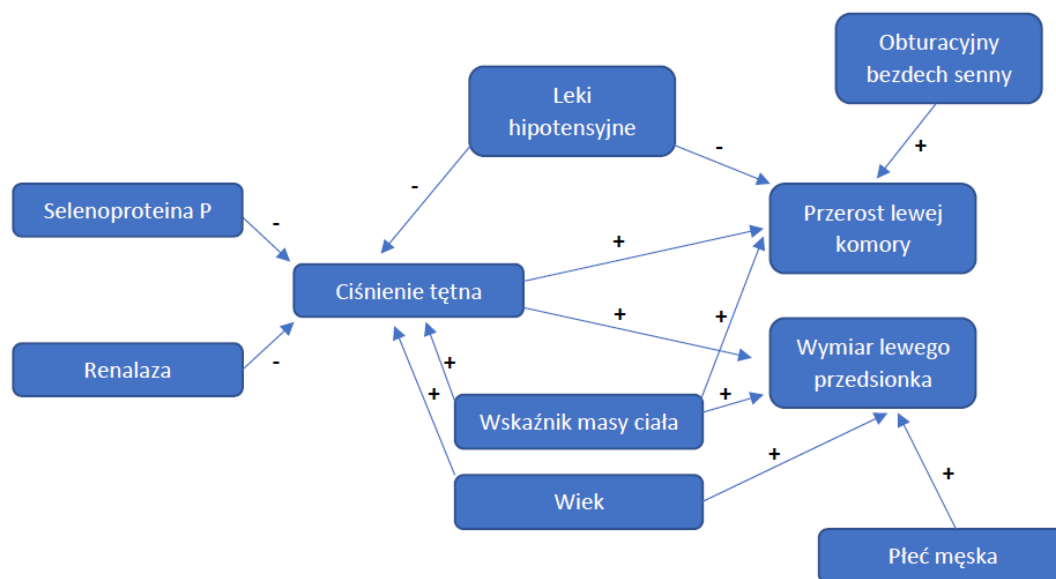 Obturacyjny
bezdech senny
Leki
hipotensyjne
-
+
-
Selenoproteina P
-
Przerost lewej
komory
+
Ciśnienie tętna
+
+
Renalaza
-
Wymiar lewego
przedsionka
+
+
+
Wskaźnik masy ciała
+
Wiek
+
Płeć męska